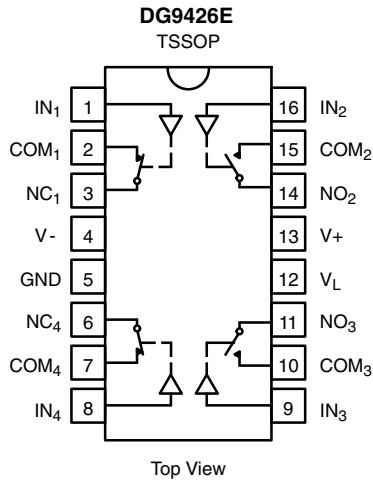 DG9426E
TSSOP
IN1 1 16 IN2
COM1 2 15 COM2
NC1 3 14 NO2
V- 4 13 V+
GND 5 12 VL
NC4 6 11 NO3
COM4 7 10 COM3
IN4 8 9 IN3
Top View